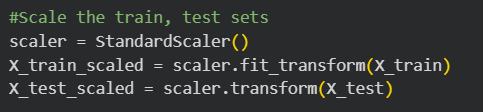 #Scale the train, test sets
scaler = StandardScaler()
X_train_scaled = scaler.fit_transform(X_train)
X_test_scaled = scaler.transform(X_test)